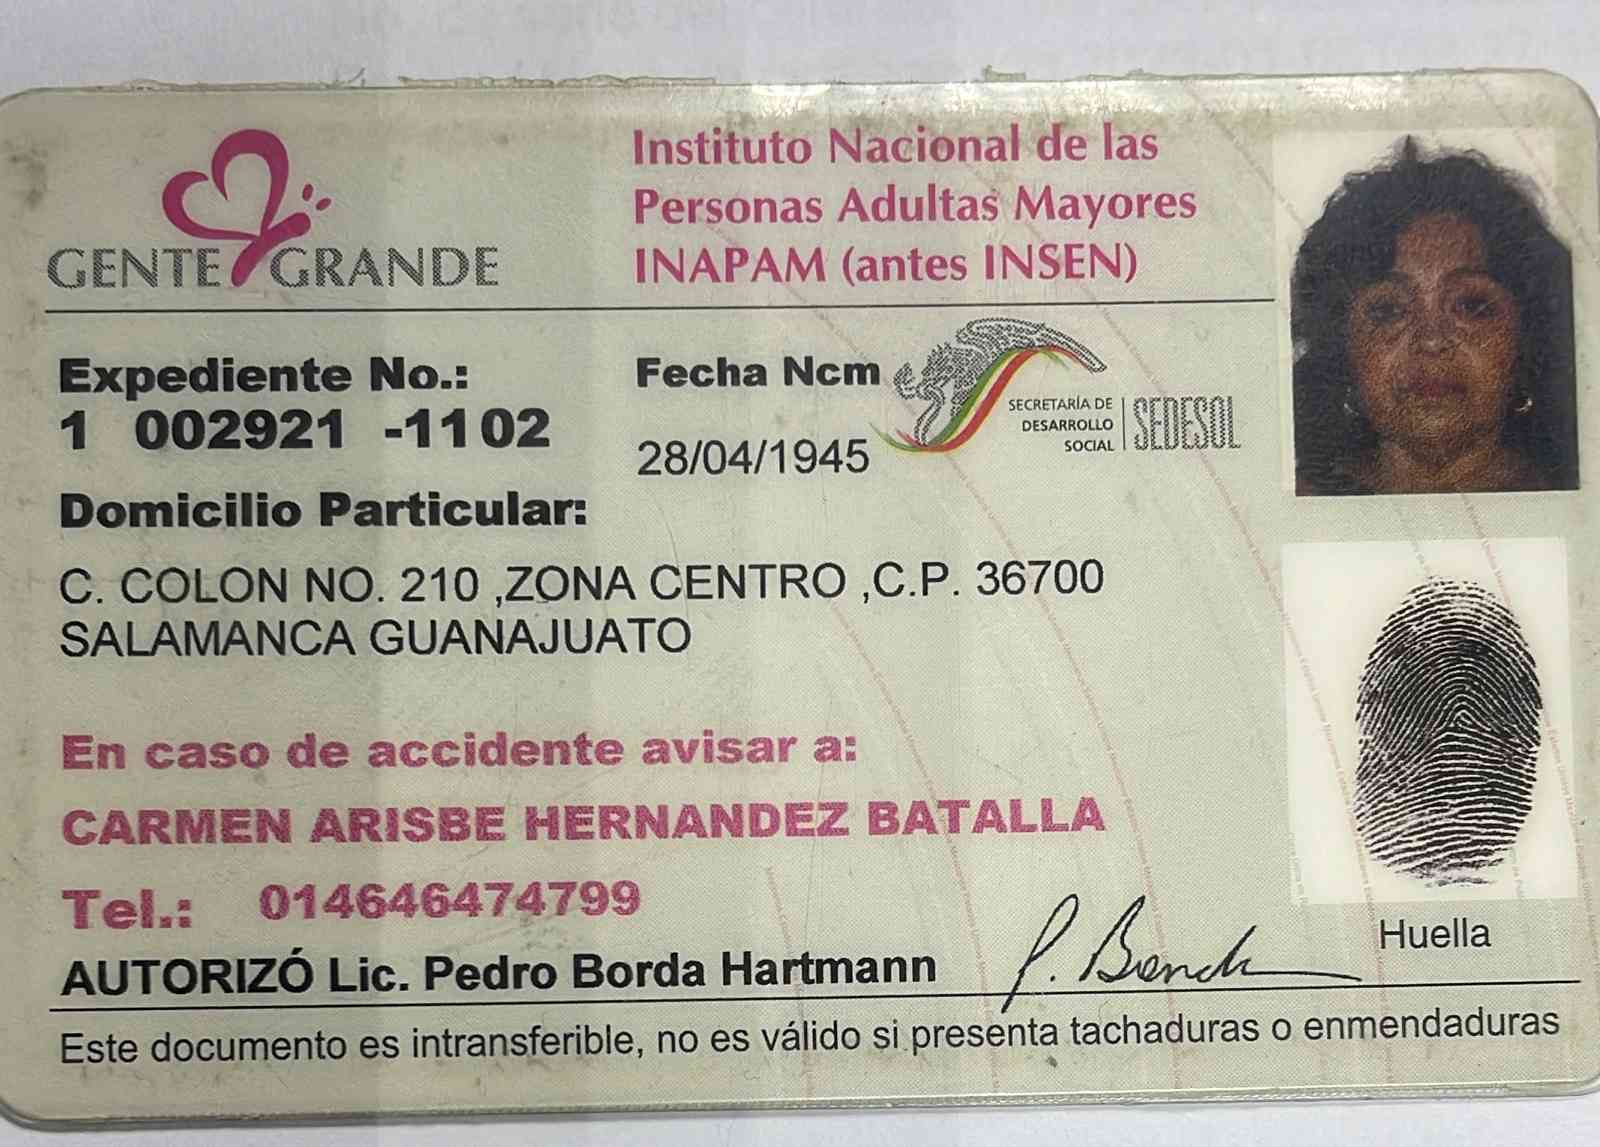 GENTE GRANDE
Instituto Nacional de las
Personas Adultas Mayores
INAPAM (antes INSEN)
Expediente No.:
1 002921 -1102
Fecha Ncm
28/04/1945
SECRETARÍA DE
DESARROLLO
SOCIAL
SEDESOL
Domicilio Particular:
C. COLON NO. 210 ,ZONA CENTRO ,C.P. 36700
SALAMANCA GUANAJUATO
En caso de accidente avisar a:
CARMEN ARISBE HERNANDEZ BATALLA
Tel.: 014646474799
Huella
AUTORIZÓ Lic. Pedro Borda Hartmann
Este documento es intransferible, no es válido si presenta tachaduras o enmendaduras